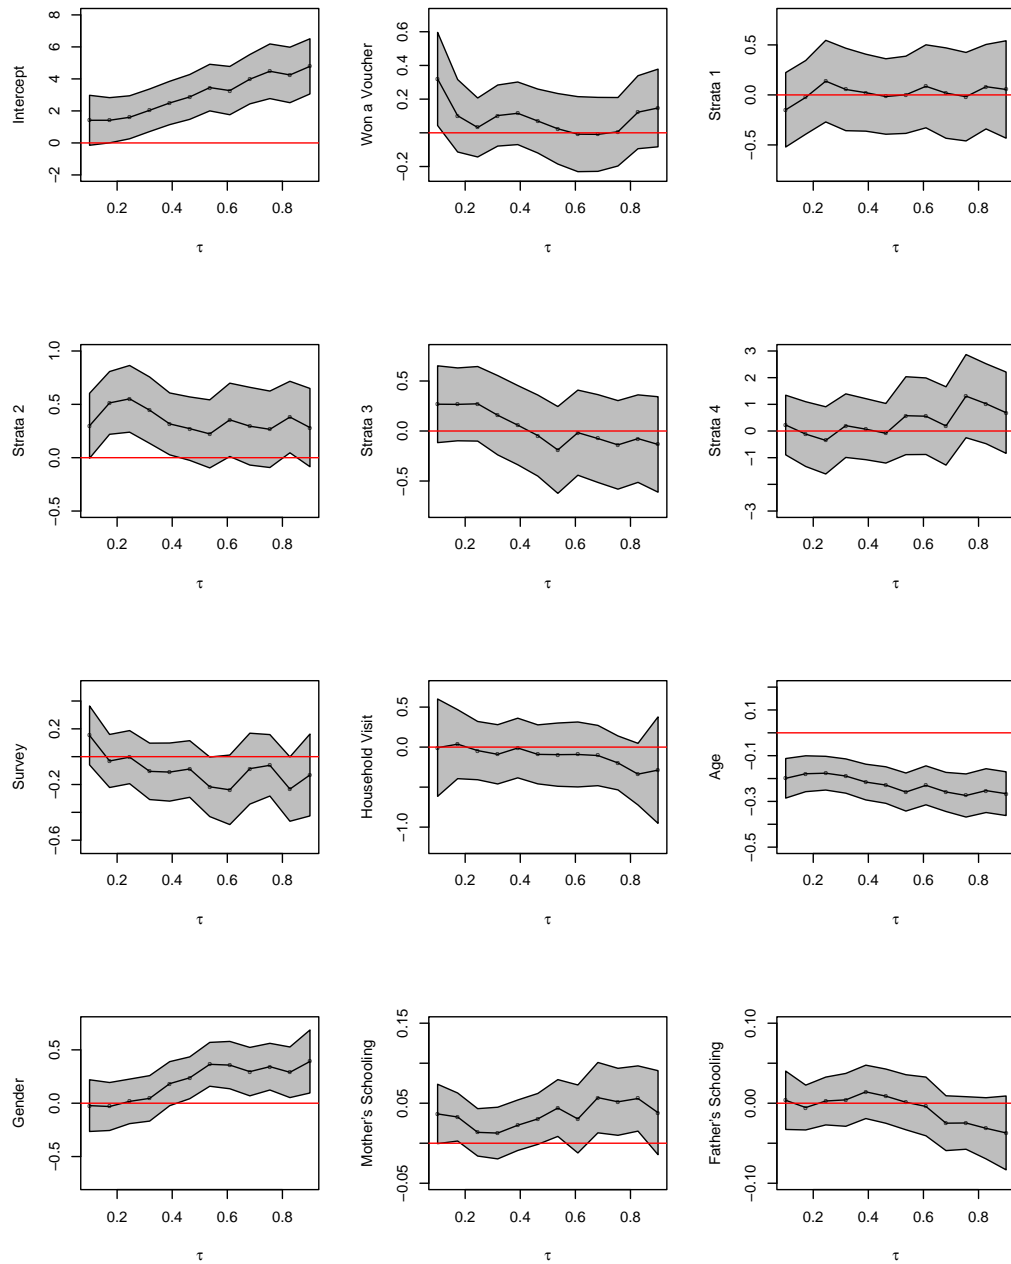 Intercept
8
6
4
2
0
−2
0.2 0.4 0.6 0.8
τ
Won a Voucher
0.6
0.4
0.2
−0.2
0.2 0.4 0.6 0.8
τ
Strata 1
0.5
0.0
−0.5
0.2 0.4 0.6 0.8
τ
Strata 2
1.0
0.5
0.0
−0.5
0.2 0.4 0.6 0.8
τ
Strata 3
0.5
0.0
−0.5
0.2 0.4 0.6 0.8
τ
Strata 4
3
2
1
0
−1
−3
0.2 0.4 0.6 0.8
τ
Survey
0.2
−0.2
−0.6
0.2 0.4 0.6 0.8
τ
Household Visit
0.5
0.0
−1.0
0.2 0.4 0.6 0.8
τ
Age
0.1
−0.1
−0.3
−0.5
0.2 0.4 0.6 0.8
τ
Gender
0.5
0.0
−0.5
0.2 0.4 0.6 0.8
τ
Mother's Schooling
0.15
0.05
−0.05
0.2 0.4 0.6 0.8
τ
Father's Schooling
0.10
0.00
−0.10
0.2 0.4 0.6 0.8
τ